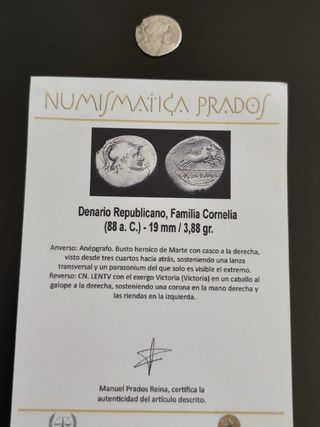 NUMISMATICA PRADOS
Denario Republicano, Familia Cornelia
(88 a. C.) - 19 mm / 3,88 gr.
Anverso: Anépgrafo. Busto heroico de Marte con casco a la derecha,
visto desde tres cuartos hacia atrás, sosteniendo una lanza
transversal y un parazonium del que solo es visible el extremo.
Reverso: CN. LENTV con el exergo Victoria (Victoria) en un caballo al
galope a la derecha, sosteniendo una corona en la mano derecha y
las riendas en la izquierda.
Manuel Prados Reina, certifica la
autenticidad del artículo descrito.